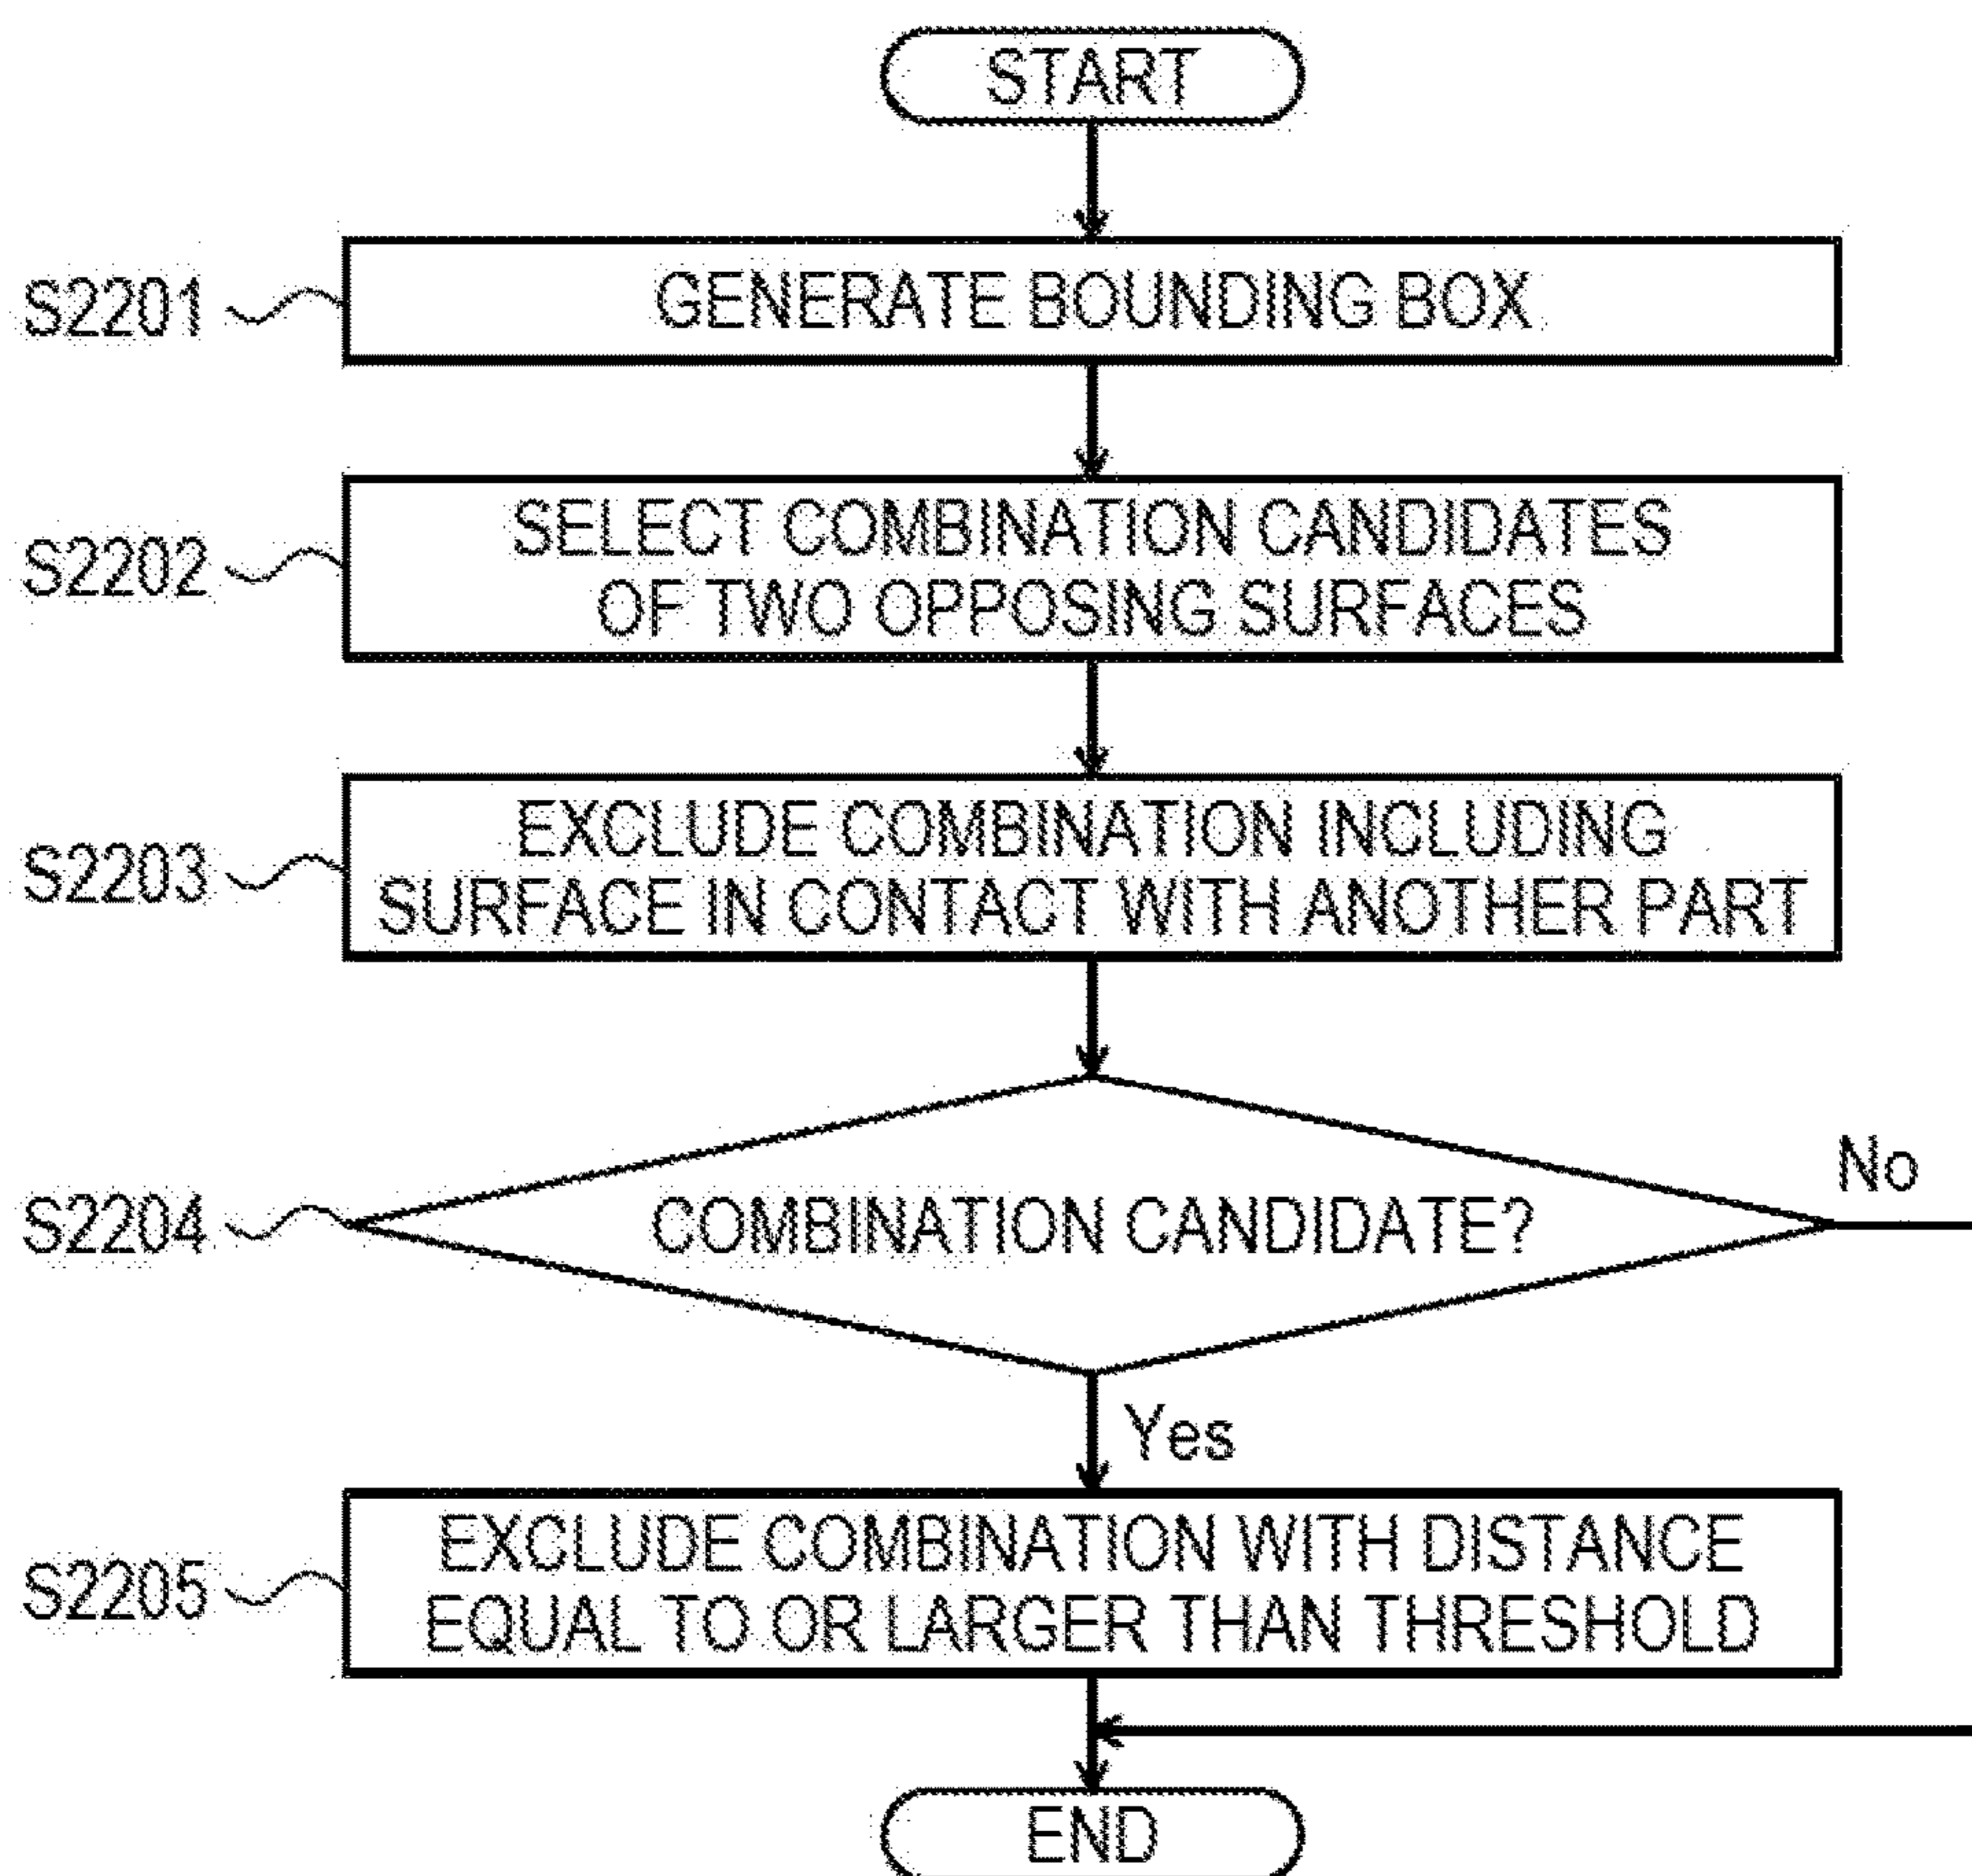 START
S2201
GENERATE BOUNDING BOX
S2202
SELECT COMBINATION CANDIDATES
OF TWO OPPOSING SURFACES
S2203
EXCLUDE COMBINATION INCLUDING
SURFACE IN CONTACT WITH ANOTHER PART
S2204
COMBINATION CANDIDATE?
No
Yes
S2205
EXCLUDE COMBINATION WITH DISTANCE
EQUAL TO OR LARGER THAN THRESHOLD
END